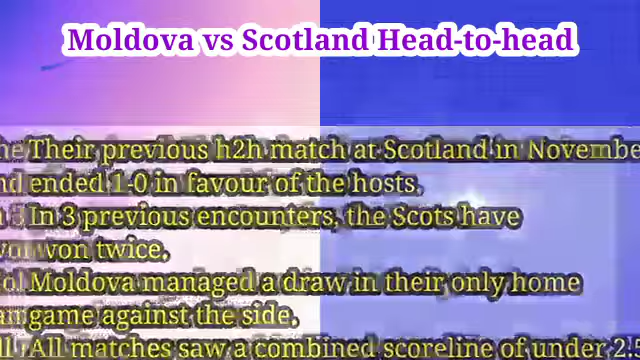 Moldova vs Scotland Head-to-head
Their previous h2h match at Scotland in Novembe
ended 1-0 in favour of the hosts.
In 3 previous encounters, the Scots have
won twice.
Moldova managed a draw in their only home
game against the side.
All matches saw a combined scoreline of under 2.